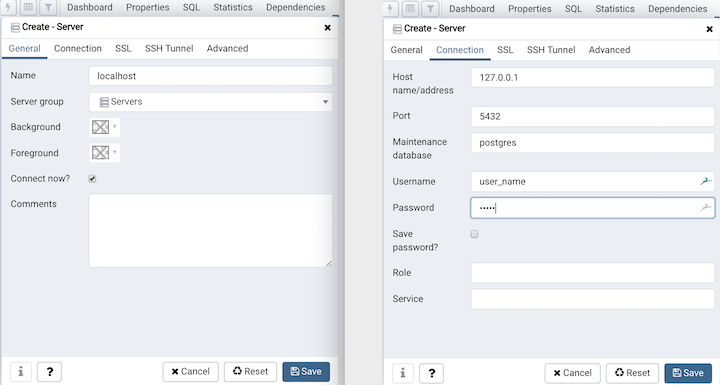 Dashboard Properties SQL Statistics Dependencies
Create - Server
General Connection SSL SSH Tunnel Advanced
Name localhost
Server group Servers
Background
Foreground
Connect now?
Comments
i ? Cancel Reset Save
Dashboard Properties SQL Statistics Dependencies
Create - Server
General Connection SSL SSH Tunnel Advanced
Host
name/address 127.0.0.1
Port 5432
Maintenance
database postgres
Username user_name
Password •••••
Save
password?
Role
Service
i ? Cancel Reset Save